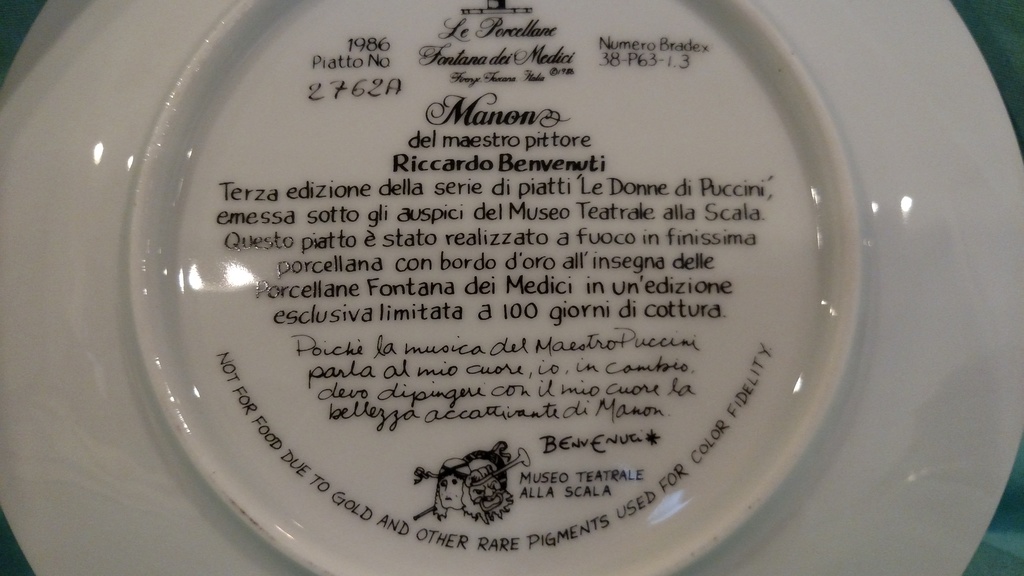 1986
Piatto No
2762A
Le Porcellane
Fontana dei Medici
Firenze Toscana Italia ©1986
Numero Bradex
38-P63-1.3
Manon
del maestro pittore
Riccardo Benvenuti
Terza edizione della serie di piatti 'Le Donne di Puccini',
emessa sotto gli auspici del Museo Teatrale alla Scala.
Questo piatto è stato realizzato a fuoco in finissima
porcellana con bordo d'oro all'insegna delle
Porcellane Fontana dei Medici in un'edizione
esclusiva limitata a 100 giorni di cottura.
Poichè la musica del Maestro Puccini
parla al mio cuore, io, in cambio,
devo dipingere con il mio cuore la
bellezza accattivante di Manon.
BENVENUTI*
MUSEO TEATRALE
ALLA SCALA
NOT FOR FOOD DUE TO GOLD AND OTHER RARE PIGMENTS USED FOR COLOR FIDELITY.